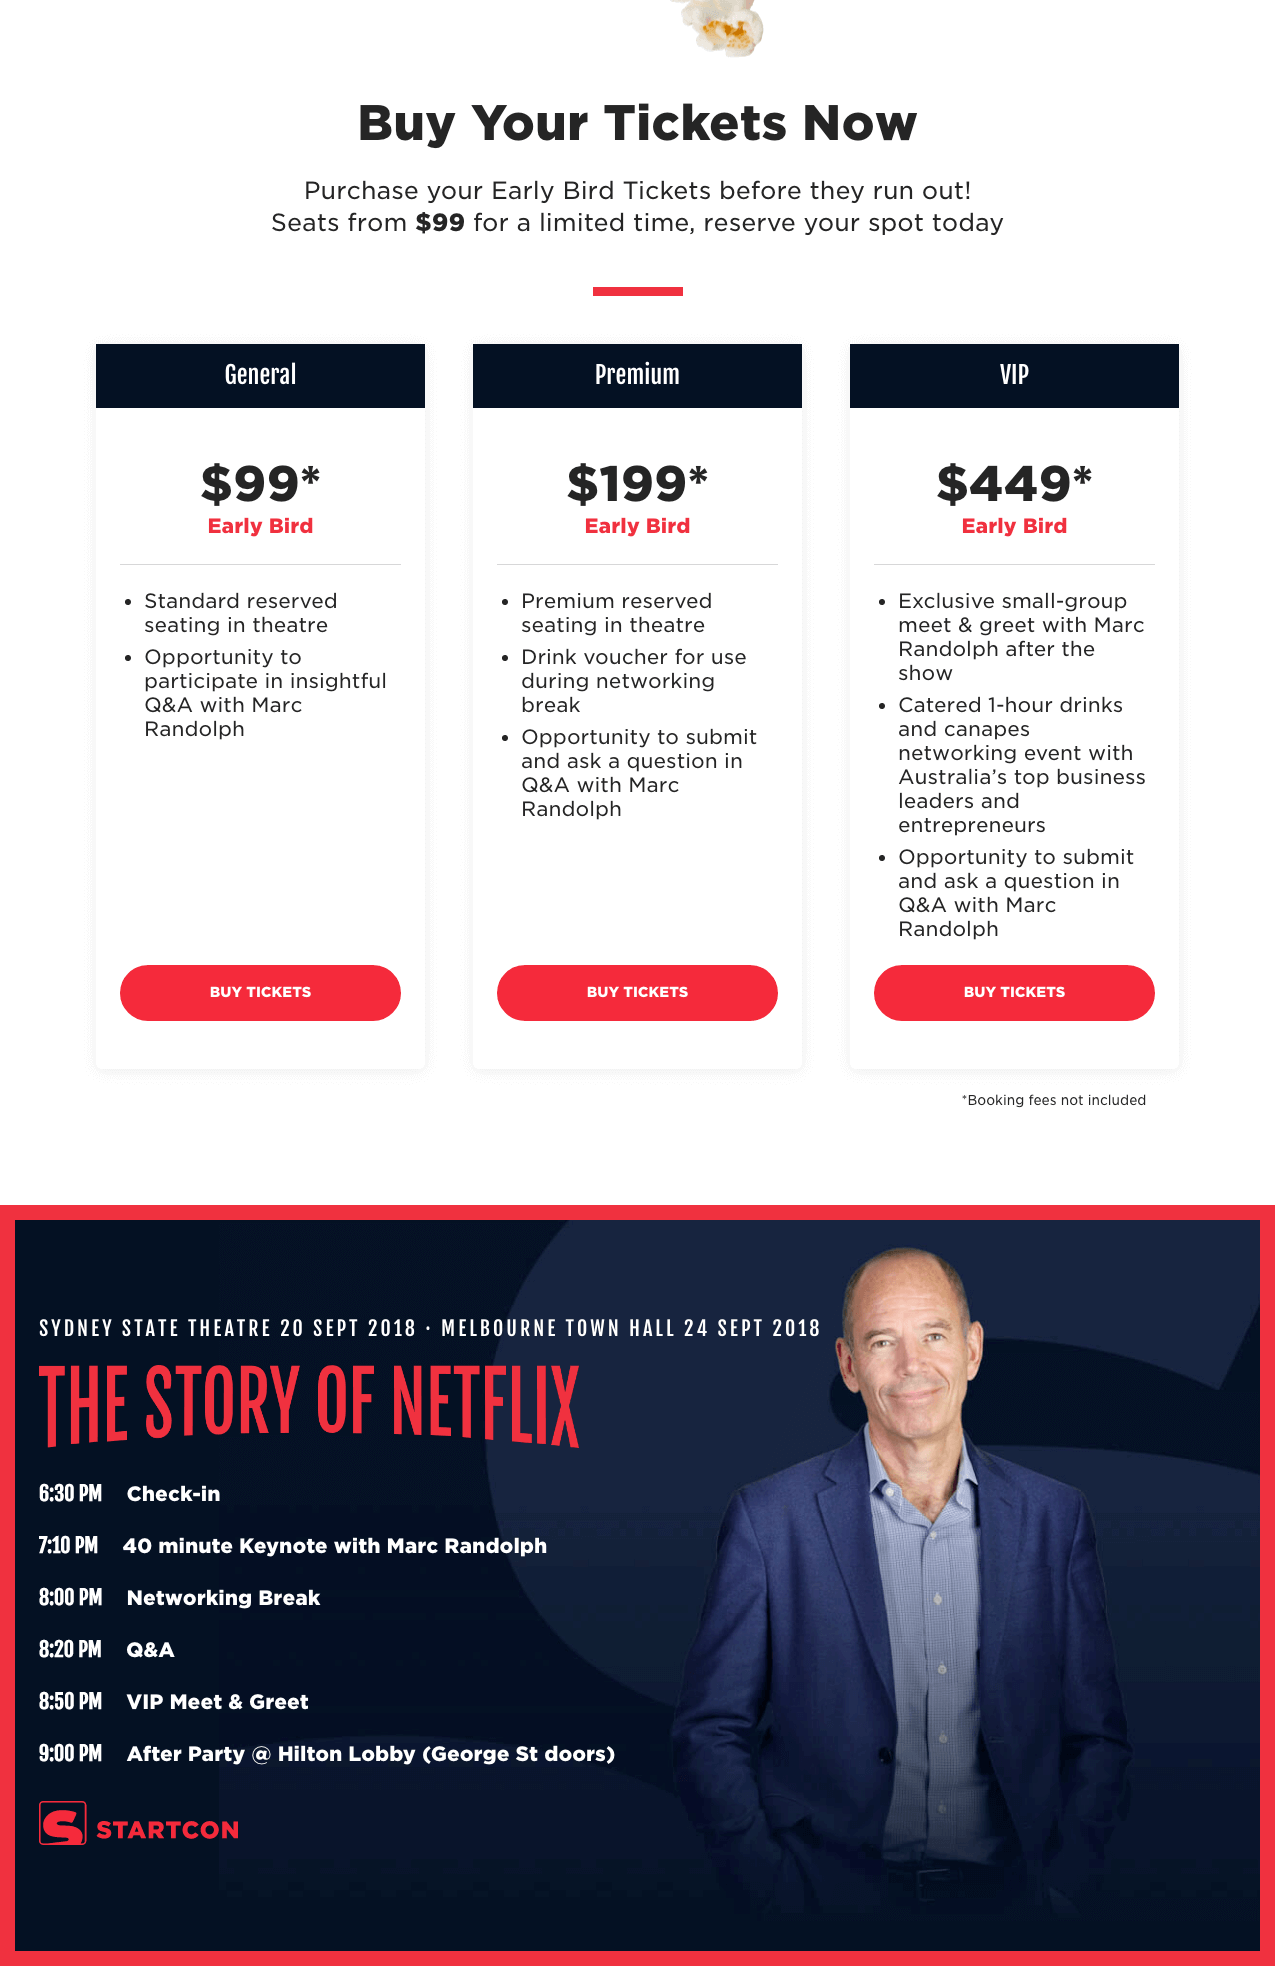 Buy Your Tickets Now
Purchase your Early Bird Tickets before they run out!
Seats from $99 for a limited time, reserve your spot today
General
$99*
Early Bird
• Standard reserved
seating in theatre
• Opportunity to
participate in insightful
Q&A with Marc
Randolph
BUY TICKETS
Premium
$199*
Early Bird
• Premium reserved
seating in theatre
• Drink voucher for use
during networking
break
• Opportunity to submit
and ask a question in
Q&A with Marc
Randolph
BUY TICKETS
VIP
$449*
Early Bird
• Exclusive small-group
meet & greet with Marc
Randolph after the
show
• Catered 1-hour drinks
and canapes
networking event with
Australia’s top business
leaders and
entrepreneurs
• Opportunity to submit
and ask a question in
Q&A with Marc
Randolph
BUY TICKETS
*Booking fees not included
SYDNEY STATE THEATRE 20 SEPT 2018 · MELBOURNE TOWN HALL 24 SEPT 2018
THE STORY OF NETFLIX
6:30 PM Check-in
7:10 PM 40 minute Keynote with Marc Randolph
8:00 PM Networking Break
8:20 PM Q&A
8:50 PM VIP Meet & Greet
9:00 PM After Party @ Hilton Lobby (George St doors)
STARTCON